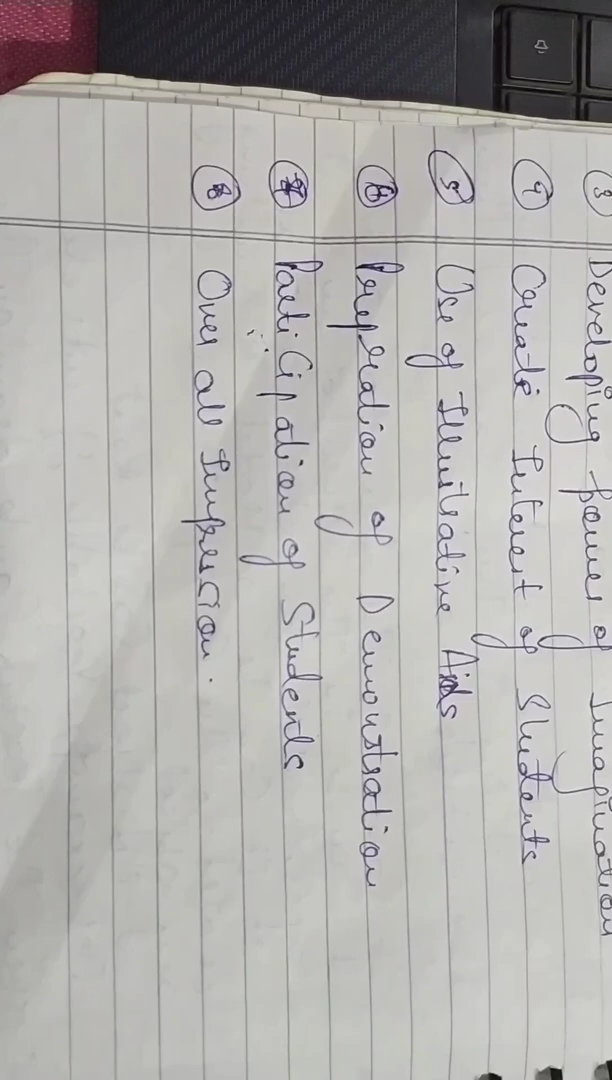 ③ Developing power of Imagination
④ Create Interest of Students
⑤ Use of Illustrative Aids
⑥ Prepration of Demonstration
⑦ Participation of Students
⑧ Over all Impression.